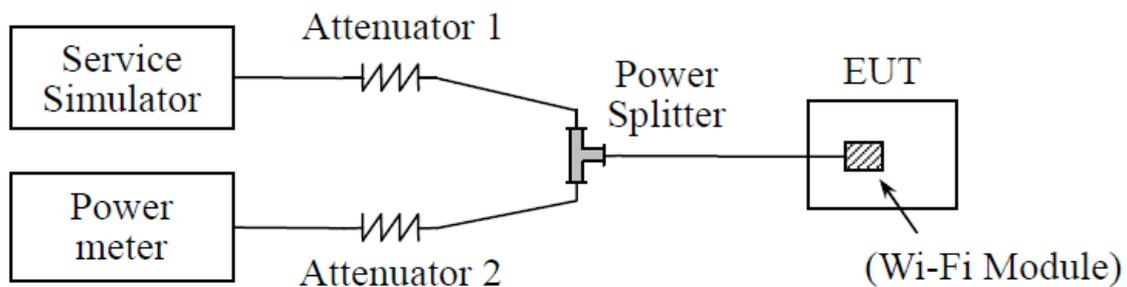 Attenuator 1
Service
Simulator
Power
Splitter
EUT
Power
meter
Attenuator 2
(Wi-Fi Module)